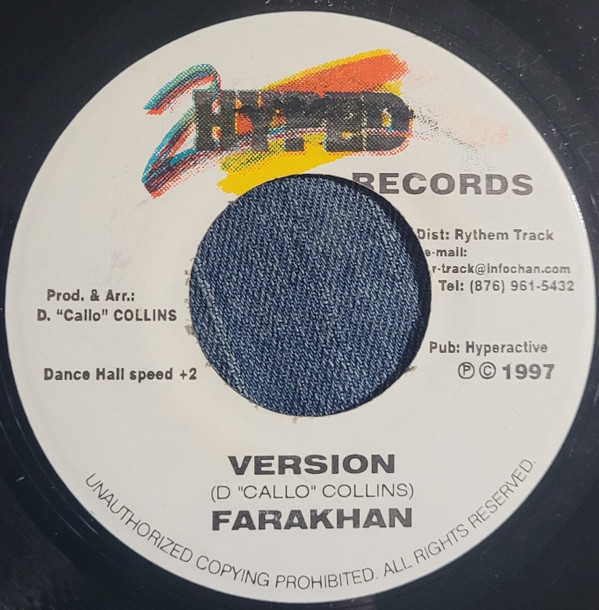 2 HYPED
RECORDS
Dist: Rythem Track
e-mail:
r-track@infochan.com
Tel: (876) 961-5432
Prod. & Arr.:
D. "Callo" COLLINS
Pub: Hyperactive
Dance Hall speed +2
℗ © 1997
VERSION
(D "CALLO" COLLINS)
FARAKHAN
UNAUTHORIZED COPYING PROHIBITED. ALL RIGHTS RESERVED.